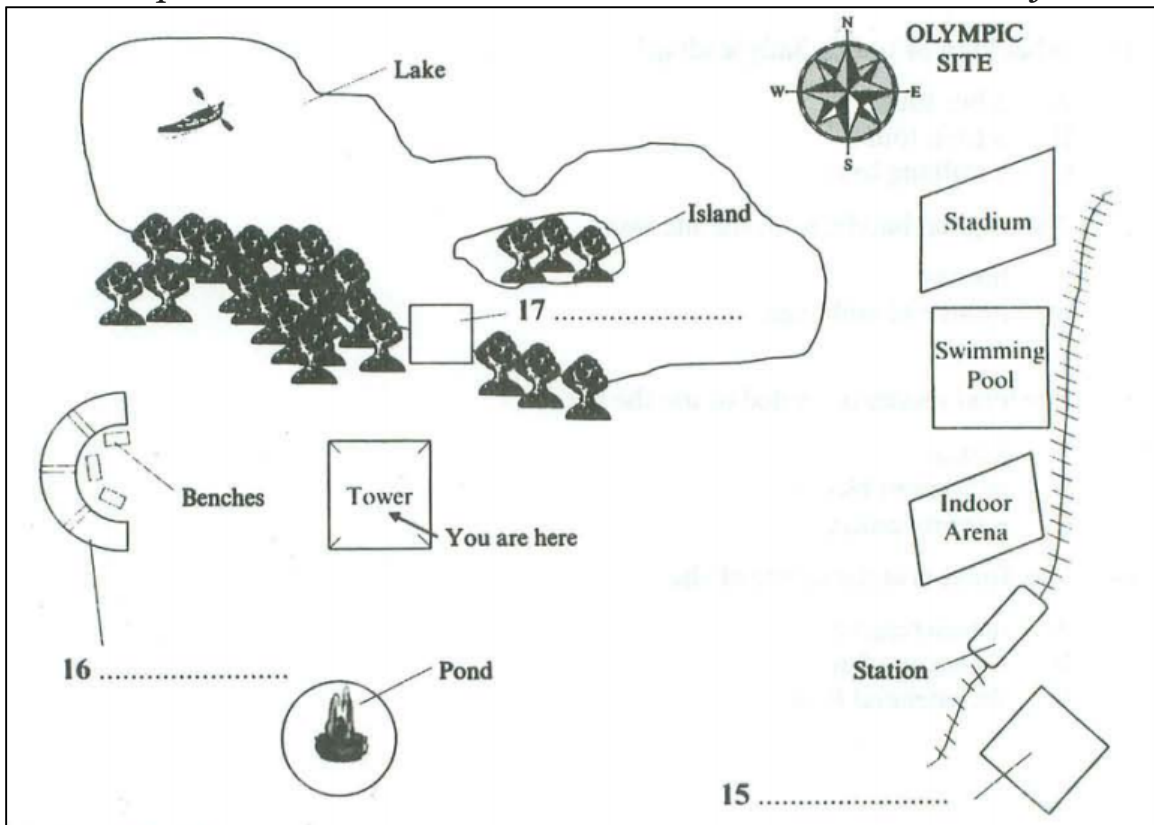 N
OLYMPIC
SITE
W
E
S
Lake
Island
Stadium
17 ........................
Swimming
Pool
Benches
Tower
You are here
Indoor
Arena
16 ........................
Pond
Station
15 ........................